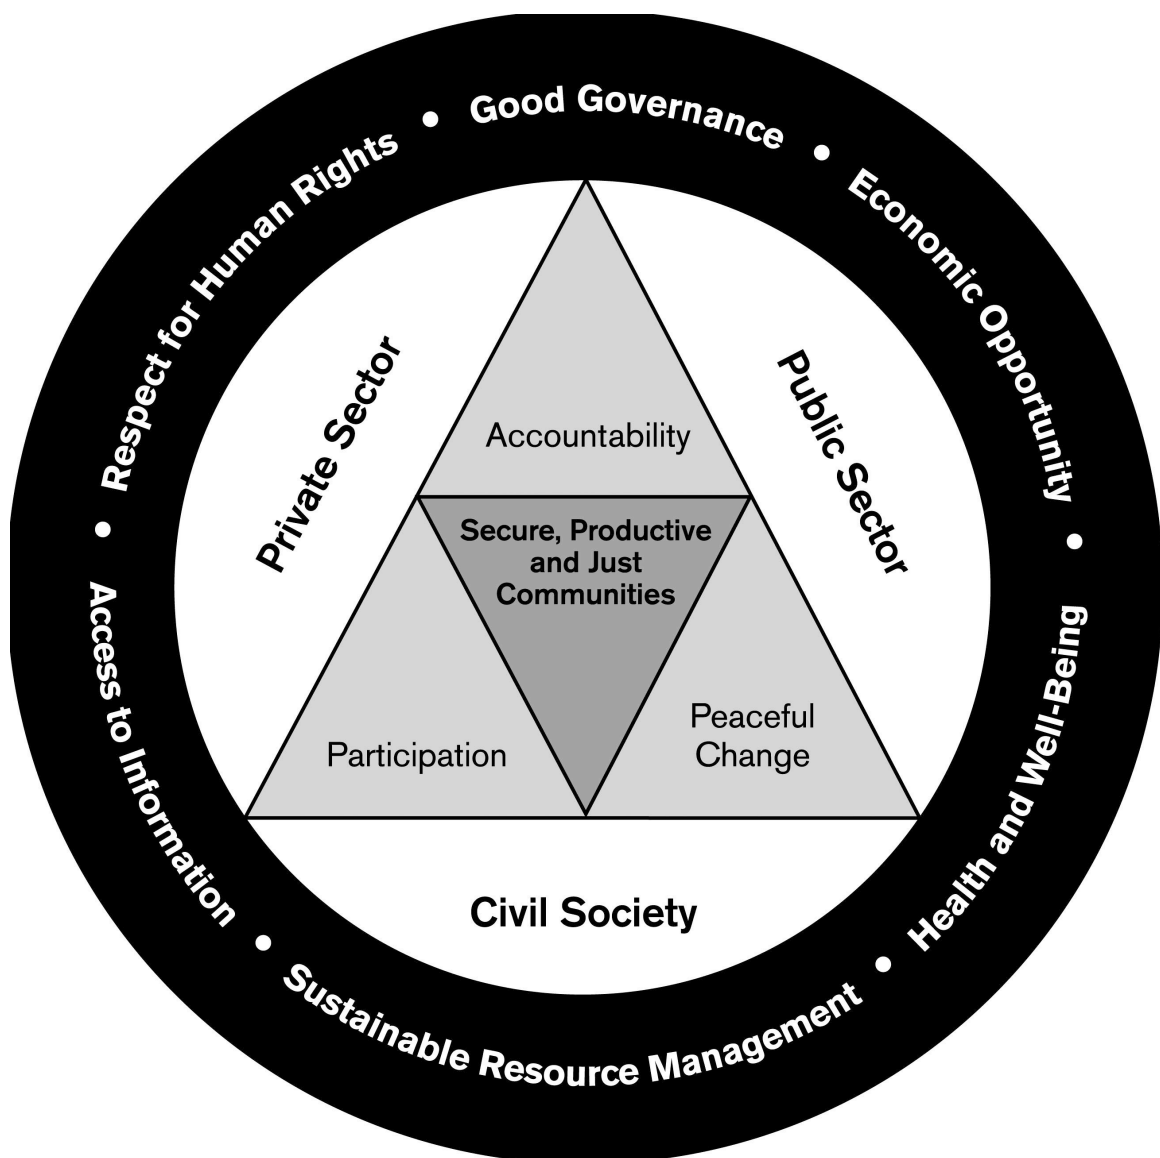 Good Governance
Economic Opportunity
Health and Well-Being
Sustainable Resource Management
Access to Information
Respect for Human Rights
Private Sector
Public Sector
Civil Society
Accountability
Secure, Productive
and Just
Communities
Participation
Peaceful
Change